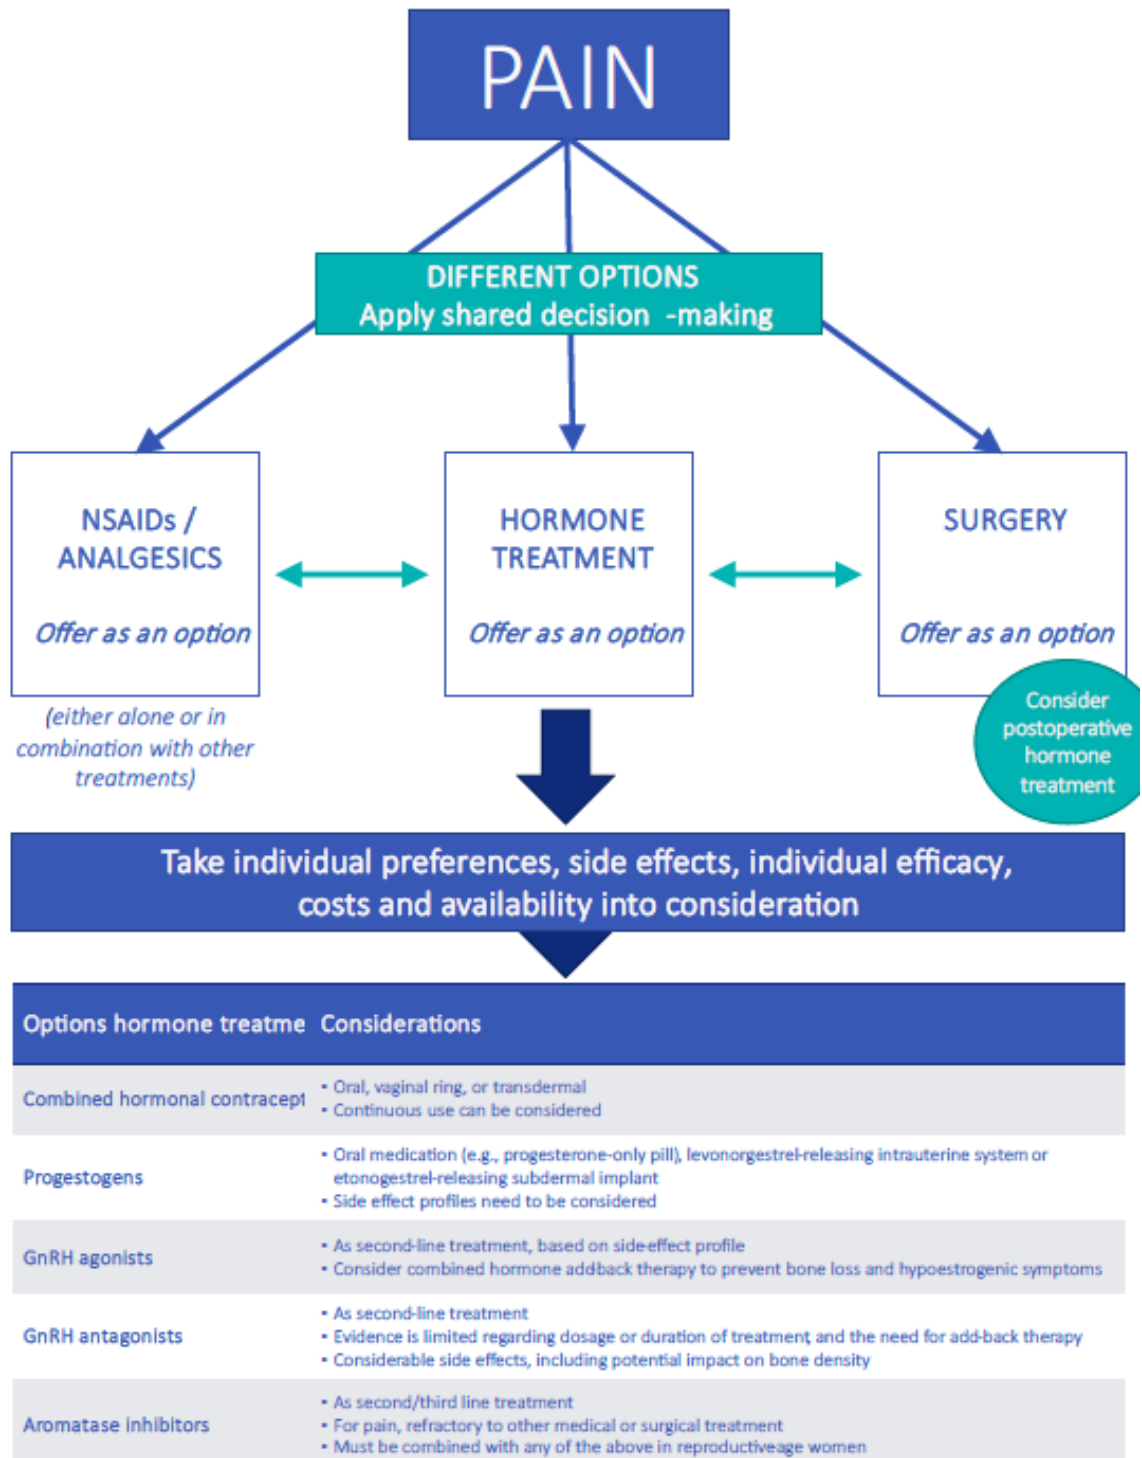 PAIN
DIFFERENT OPTIONS
Apply shared decision -making
NSAIDs /
ANALGESICS
Offer as an option
(either alone or in
combination with other
treatments)
HORMONE
TREATMENT
Offer as an option
SURGERY
Offer as an option
Consider
postoperative
hormone
treatment
Take individual preferences, side effects, individual efficacy,
costs and availability into consideration
Options hormone treatme Considerations
Combined hormonal contracept
▪ Oral, vaginal ring, or transdermal
▪ Continuous use can be considered
Progestogens
▪ Oral medication (e.g., progesterone-only pill), levonorgestrel-releasing intrauterine system or
etonogestrel-releasing subdermal implant
▪ Side effect profiles need to be considered
GnRH agonists
▪ As second-line treatment, based on side-effect profile
▪ Consider combined hormone add-back therapy to prevent bone loss and hypoestrogenic symptoms
GnRH antagonists
▪ As second-line treatment
▪ Evidence is limited regarding dosage or duration of treatment, and the need for add-back therapy
▪ Considerable side effects, including potential impact on bone density
Aromatase inhibitors
▪ As second/third line treatment
▪ For pain, refractory to other medical or surgical treatment
▪ Must be combined with any of the above in reproductiveage women